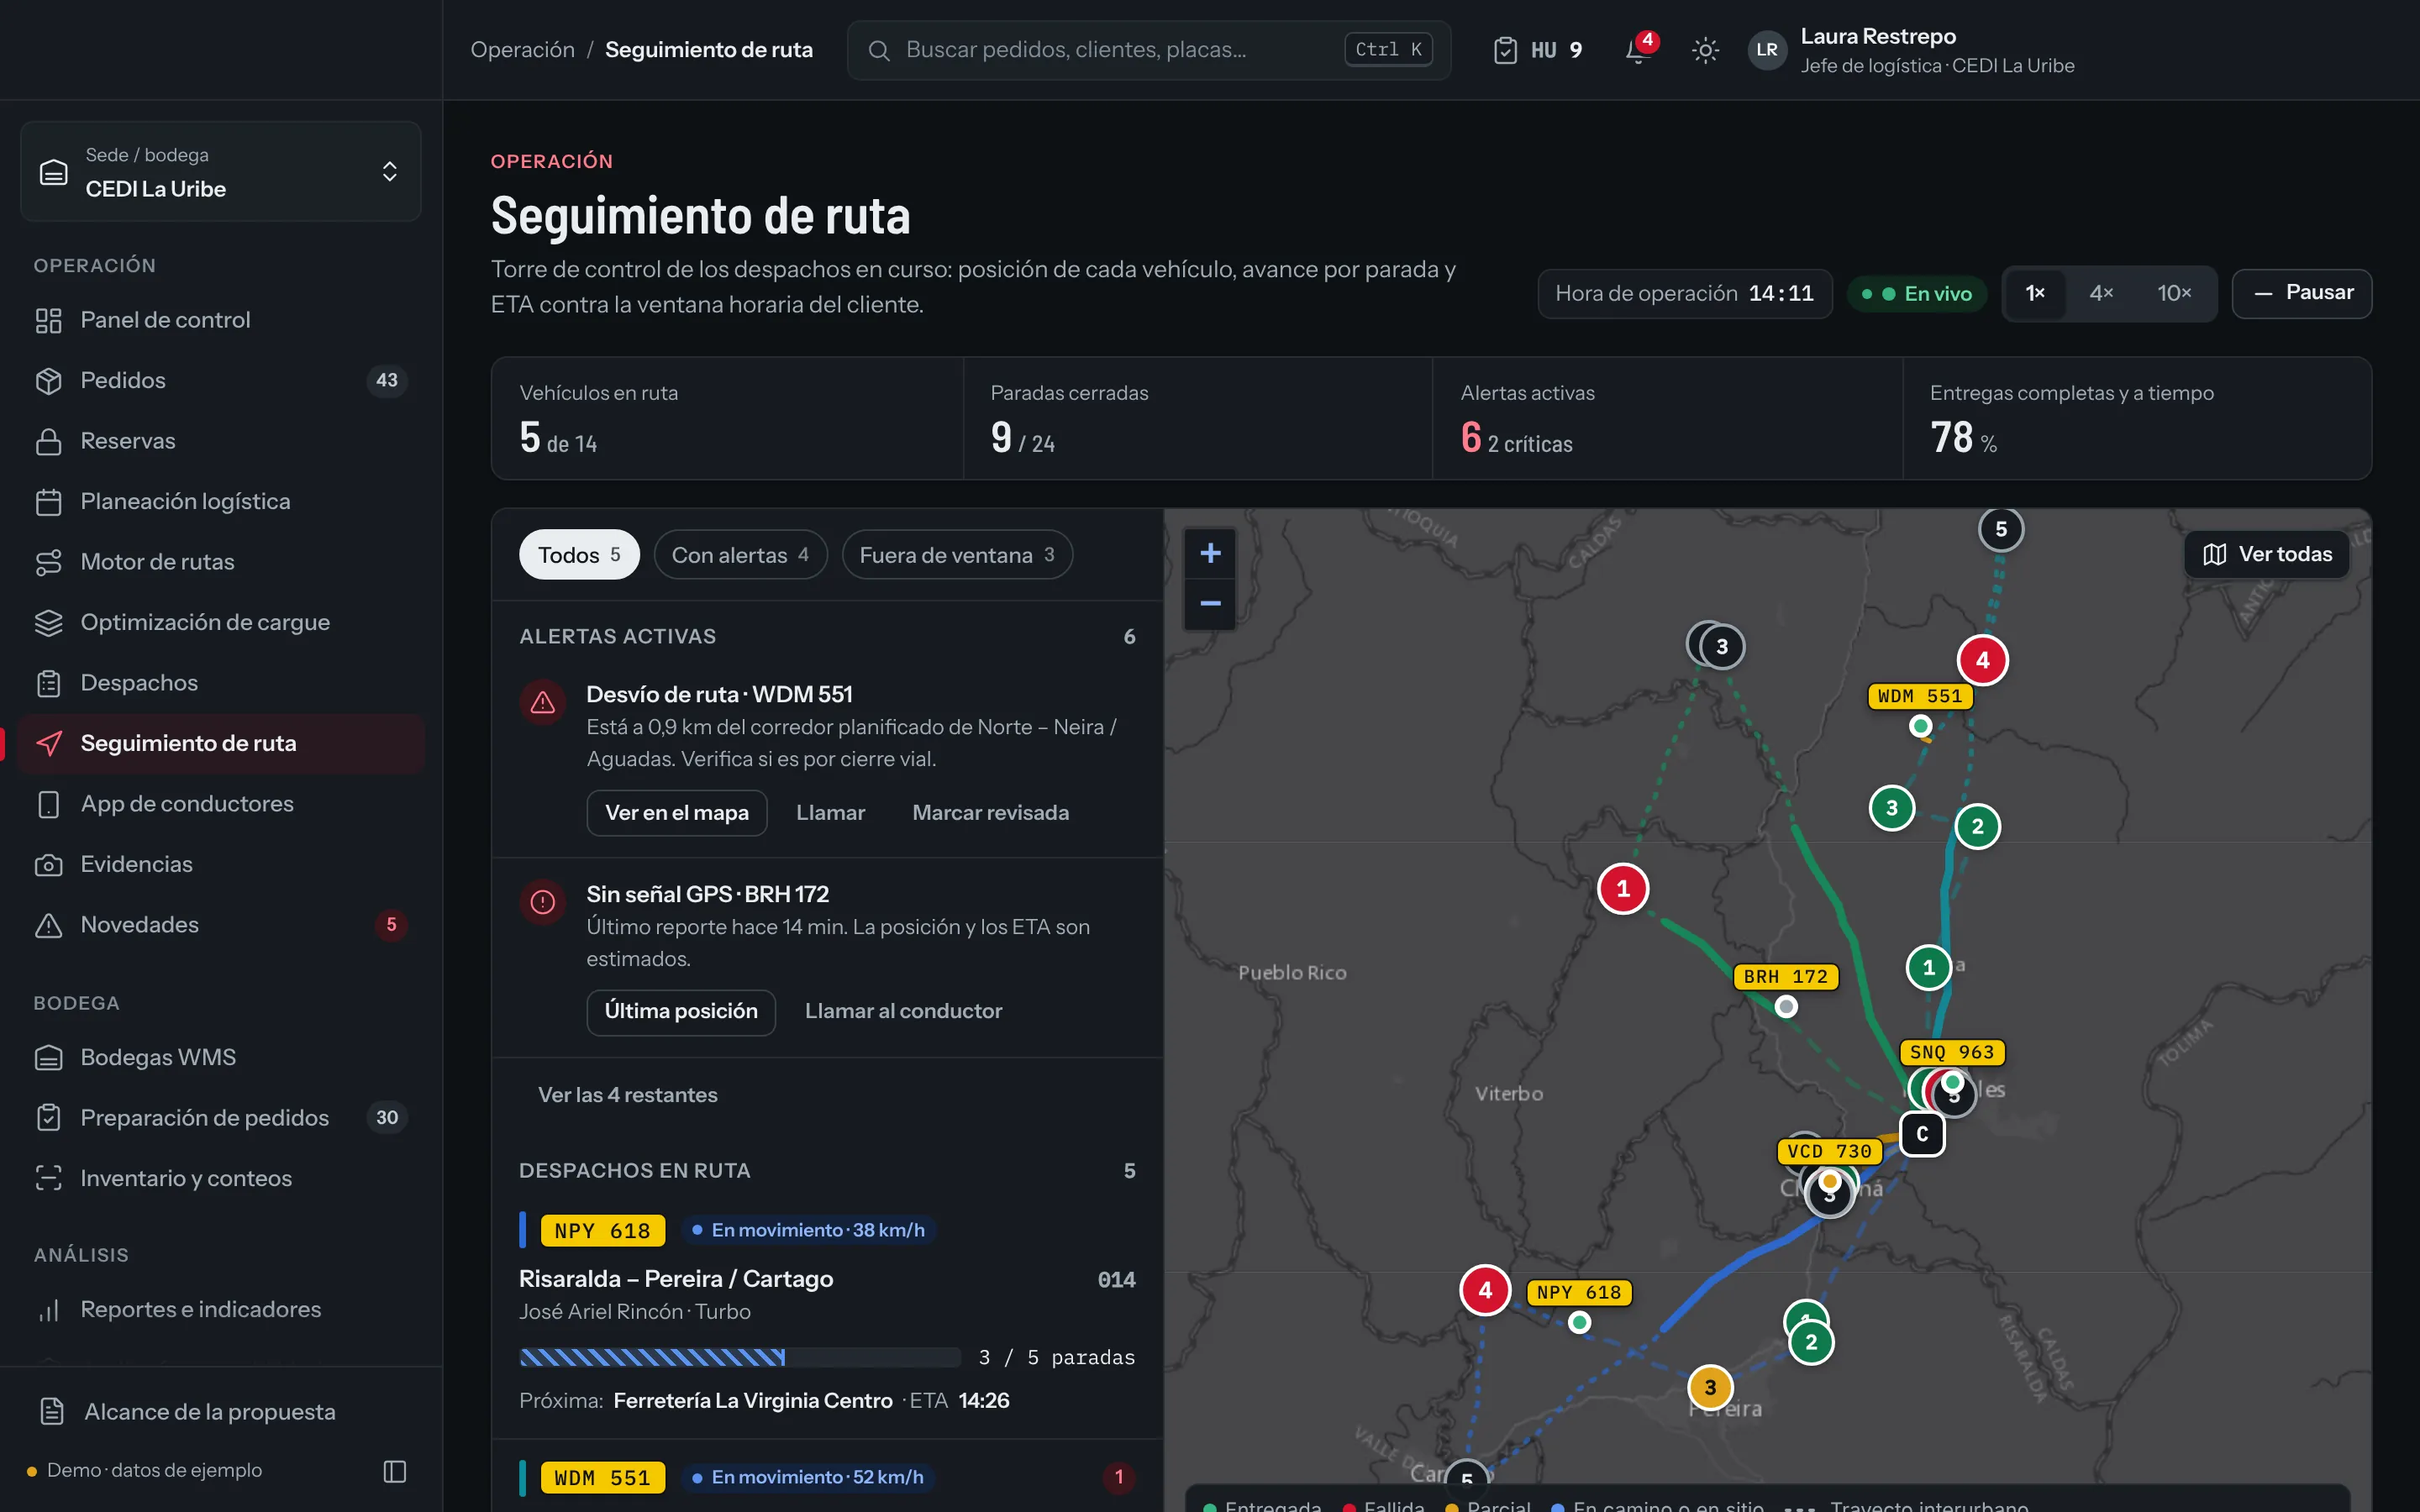 Operación / Seguimiento de ruta
Buscar pedidos, clientes, placas...
Ctrl K
HU 9
4
LR
Laura Restrepo
Jefe de logística · CEDI La Uribe
Sede / bodega
CEDI La Uribe
OPERACIÓN
Panel de control
Pedidos 43
Reservas
Planeación logística
Motor de rutas
Optimización de cargue
Despachos
Seguimiento de ruta
App de conductores
Evidencias
Novedades 5
BODEGA
Bodegas WMS
Preparación de pedidos 30
Inventario y conteos
ANÁLISIS
Reportes e indicadores
Alcance de la propuesta
Demo · datos de ejemplo
OPERACIÓN
Seguimiento de ruta
Torre de control de los despachos en curso: posición de cada vehículo, avance por parada y
ETA contra la ventana horaria del cliente.
Hora de operación 14:11
En vivo
1× 4× 10×
Pausar
Vehículos en ruta
5 de 14
Paradas cerradas
9 / 24
Alertas activas
6 2 críticas
Entregas completas y a tiempo
78 %
Todos 5
Con alertas 4
Fuera de ventana 3
ALERTAS ACTIVAS 6
Desvío de ruta · WDM 551
Está a 0,9 km del corredor planificado de Norte – Neira /
Aguadas. Verifica si es por cierre vial.
Ver en el mapa Llamar Marcar revisada
Sin señal GPS · BRH 172
Último reporte hace 14 min. La posición y los ETA son
estimados.
Última posición Llamar al conductor
Ver las 4 restantes
DESPACHOS EN RUTA 5
NPY 618 En movimiento · 38 km/h
Risaralda – Pereira / Cartago 014
José Ariel Rincón · Turbo
3 / 5 paradas
Próxima: Ferretería La Virginia Centro · ETA 14:26
WDM 551 En movimiento · 52 km/h 1
+
−
Ver todas
CALDAS
5
3
4
WDM 551
3
2
1
1
BRH 172
Pueblo Rico
TOLIMA
SNQ 963
Viterbo
C
VCD 730
3
4
NPY 618
2
3
Pereira
RISARALDA
CALDAS
5
Entregada Fallida Parcial En camino o en sitio Trayecto interurbano